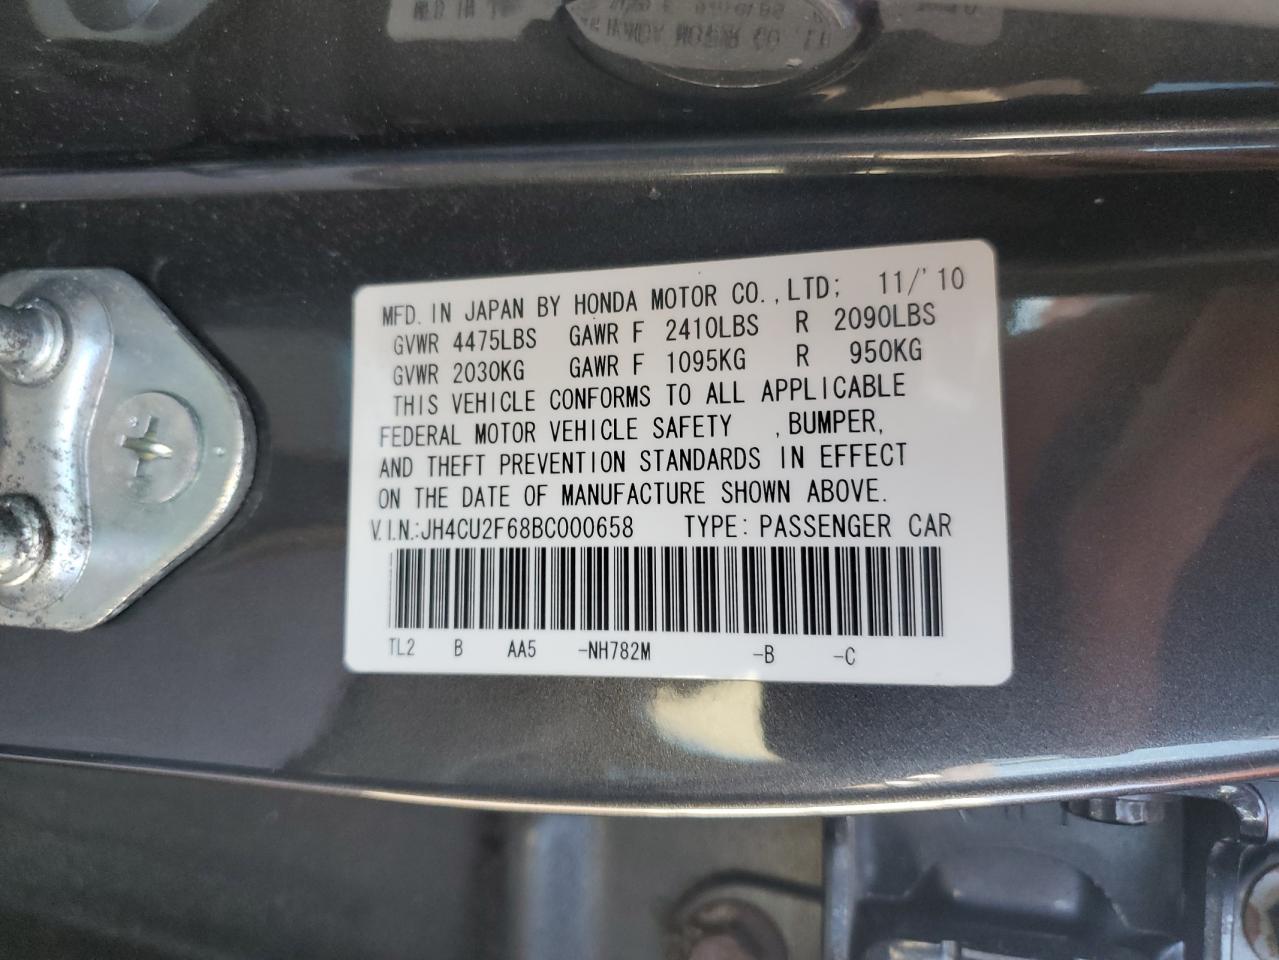 MFD. IN JAPAN BY HONDA MOTOR CO., LTD; 11/'10
GVWR 4475LBS GAWR F 2410LBS R 2090LBS
GVWR 2030KG GAWR F 1095KG R 950KG
THIS VEHICLE CONFORMS TO ALL APPLICABLE
FEDERAL MOTOR VEHICLE SAFETY ,BUMPER,
AND THEFT PREVENTION STANDARDS IN EFFECT
ON THE DATE OF MANUFACTURE SHOWN ABOVE.
V.I.N.:JH4CU2F68BC000658 TYPE:PASSENGER CAR
TL2 B AA5 -NH782M -B -C